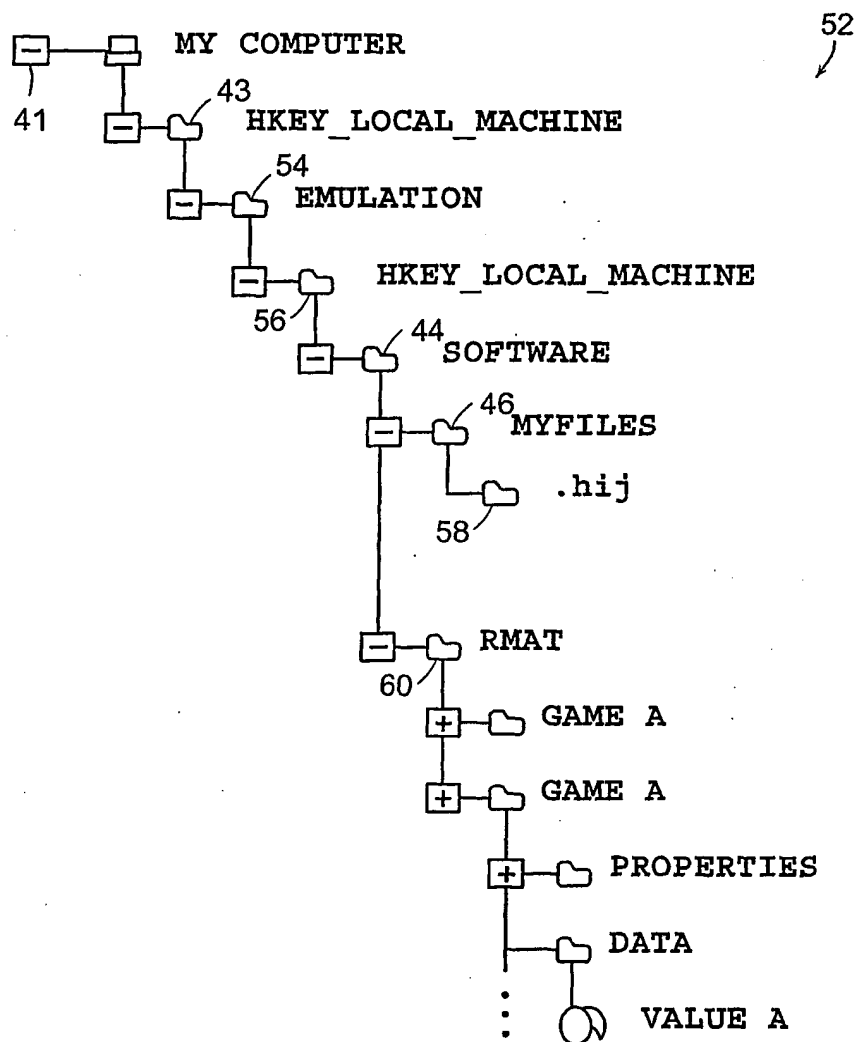 52
MY COMPUTER
41
43
HKEY_LOCAL_MACHINE
54
EMULATION
HKEY_LOCAL_MACHINE
56
44
SOFTWARE
46
MYFILES
.hij
58
RMAT
60
GAME A
GAME A
PROPERTIES
DATA
VALUE A